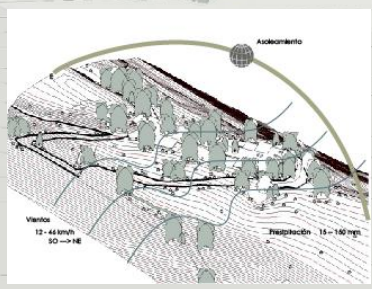 Asoleamiento
E
Vientos
12 - 46 km/h
SO —> NE
Precipitación 15 – 150 mm